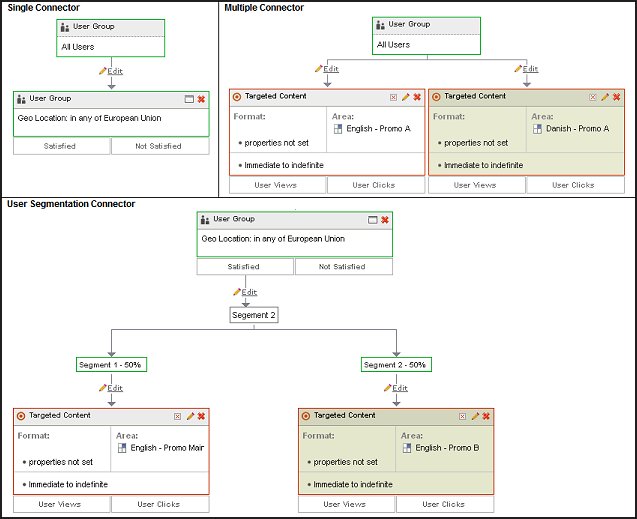 Single Connector
User Group
All Users
Edit
User Group
Geo Location: in any of European Union
Satisfied Not Satisfied
Multiple Connector
User Group
All Users
Edit Edit
Targeted Content
Format: Area:
English - Promo A
properties not set
Immediate to indefinite
User Views User Clicks
Targeted Content
Format: Area:
Danish - Promo A
properties not set
Immediate to indefinite
User Views User Clicks
User Segmentation Connector
User Group
Geo Location: in any of European Union
Satisfied Not Satisfied
Edit
Segement 2
Segment 1 - 50%
Edit
Targeted Content
Format: Area:
English - Promo Mair
properties not set
Immediate to indefinite
User Views User Clicks
Segment 2 - 50%
Edit
Targeted Content
Format: Area:
English - Promo B
properties not set
Immediate to indefinite
User Views User Clicks